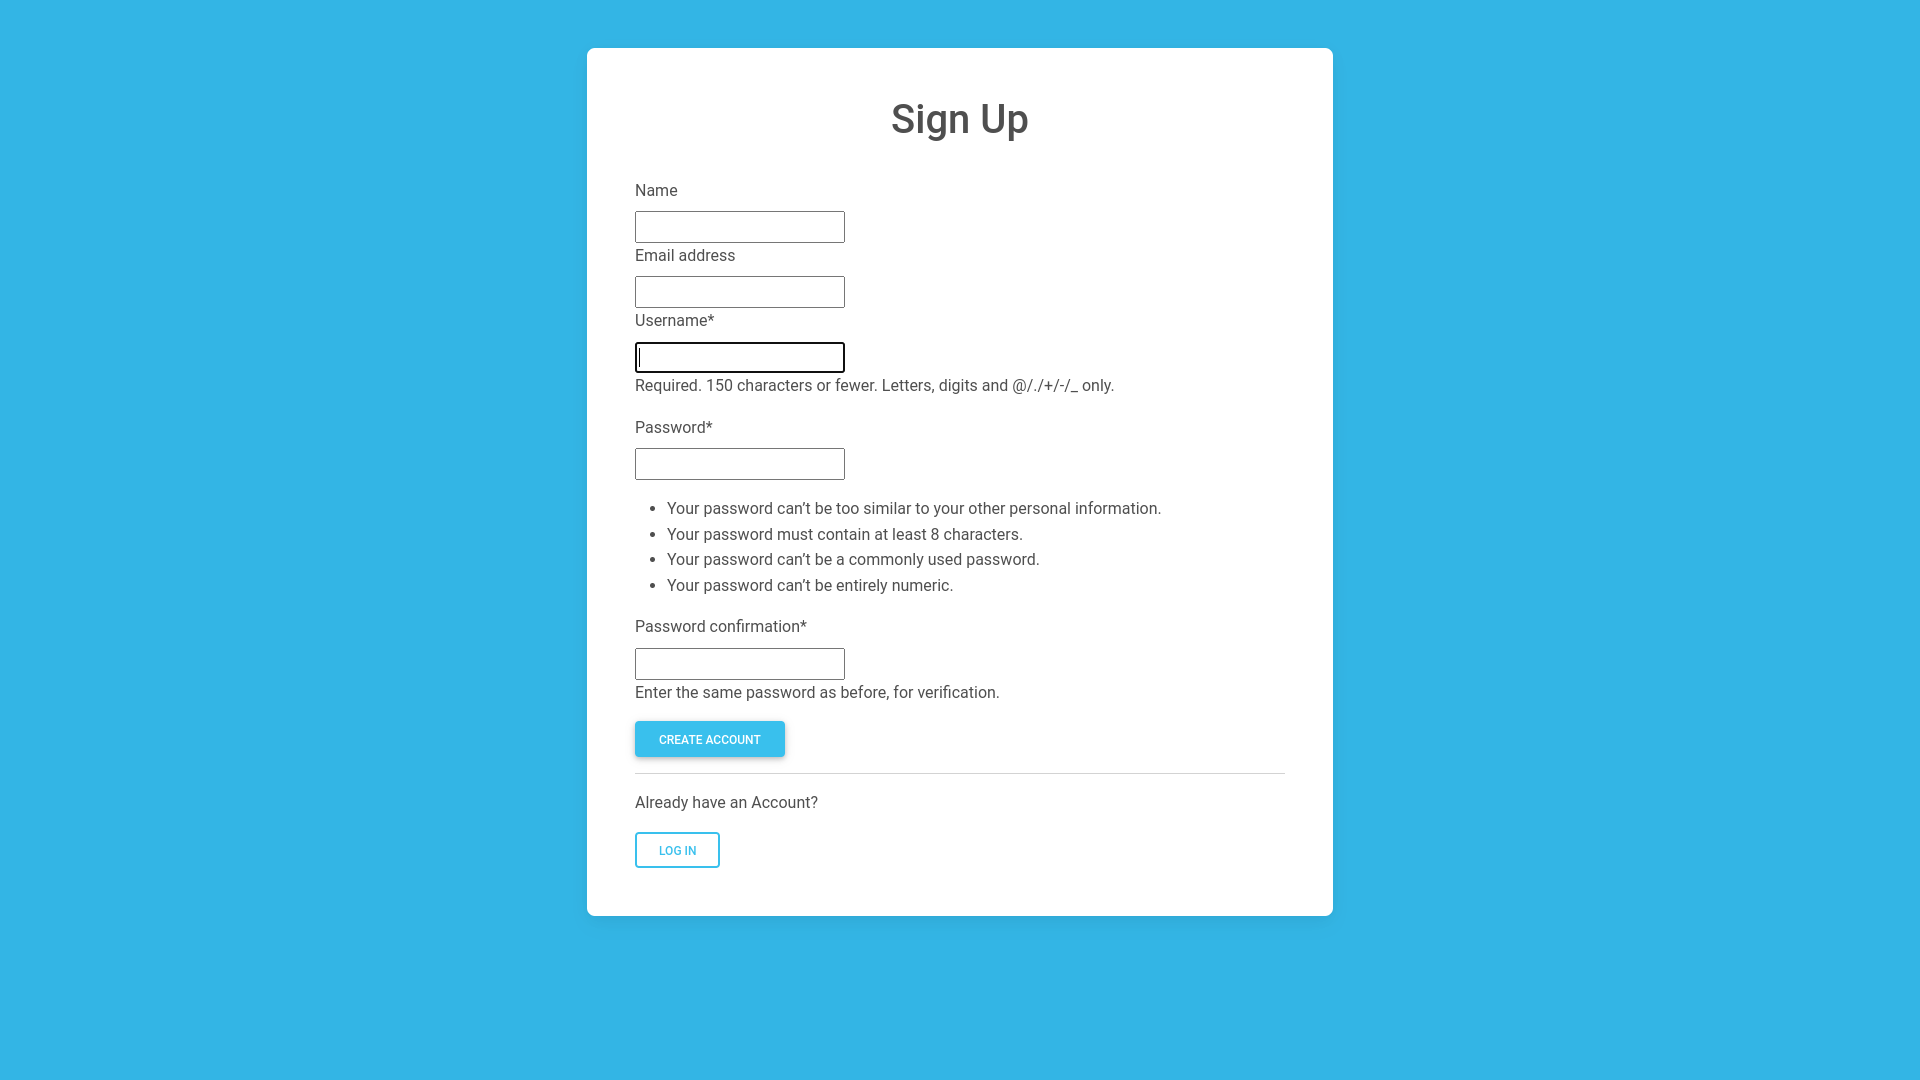 Sign Up
Name
Email address
Username*
Required. 150 characters or fewer. Letters, digits and @/./+/-/_ only.
Password*
Your password can’t be too similar to your other personal information.
Your password must contain at least 8 characters.
Your password can’t be a commonly used password.
Your password can’t be entirely numeric.
Password confirmation*
Enter the same password as before, for verification.
CREATE ACCOUNT
Already have an Account?
LOG IN